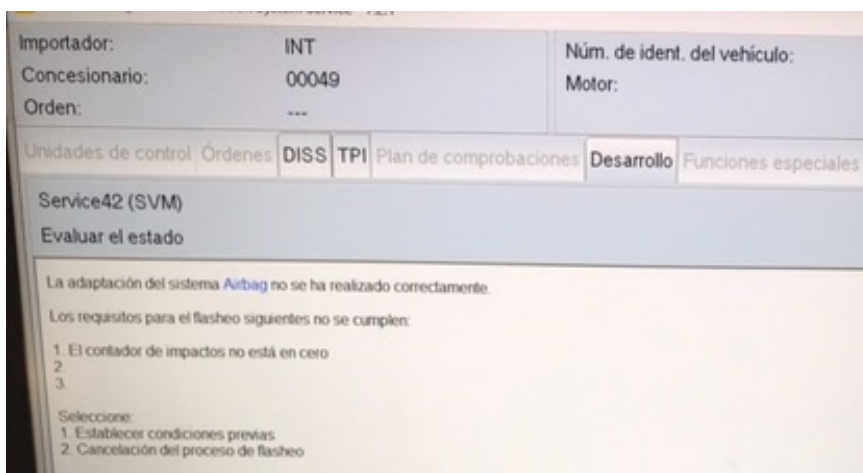 Importador: INT Núm. de ident. del vehículo:
Concesionario: 00049 Motor:
Orden: ---
Unidades de control Órdenes DISS TPI Plan de comprobaciones Desarrollo Funciones especiales
Service42 (SVM)
Evaluar el estado
La adaptación del sistema Airbag no se ha realizado correctamente.
Los requisitos para el flasheo siguientes no se cumplen:
1. El contador de impactos no está en cero
2.
3.
Seleccione:
1. Establecer condiciones previas
2. Cancelación del proceso de flasheo